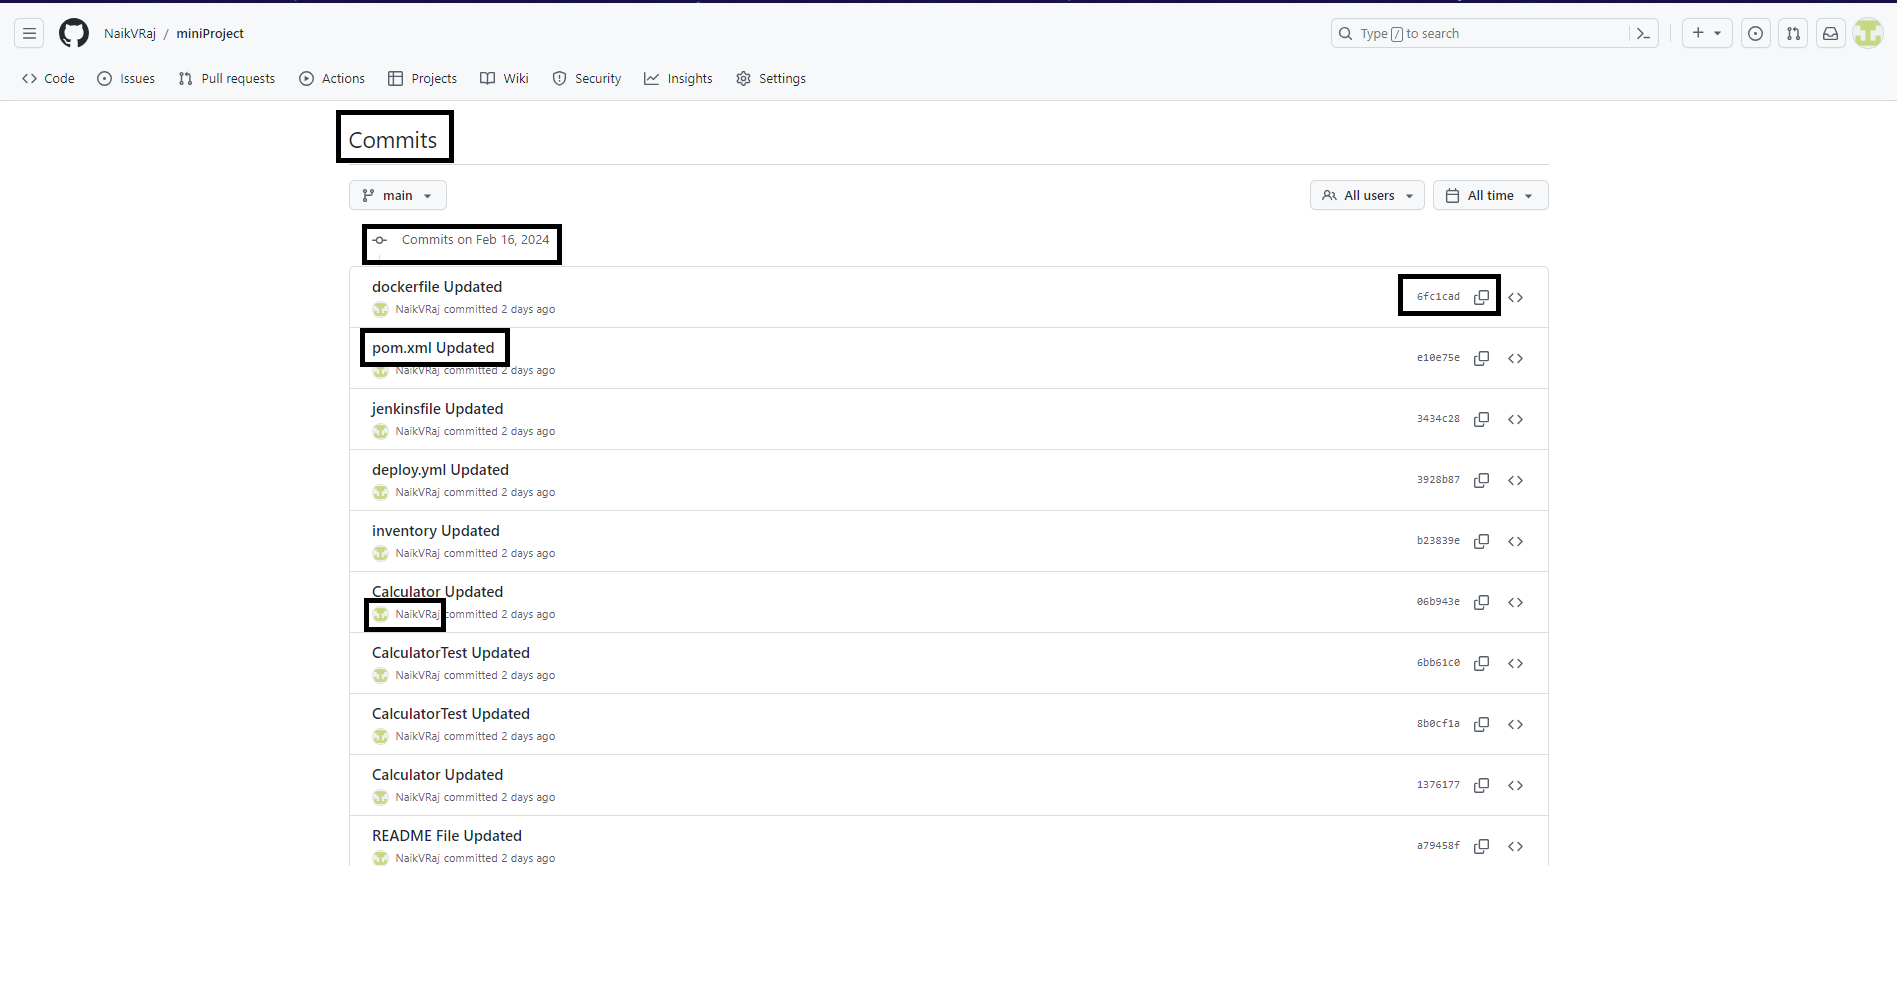 NaikVRaj / miniProject
Type / to search
Code Issues Pull requests Actions Projects Wiki Security Insights Settings
Commits
main All users All time
Commits on Feb 16, 2024
dockerfile Updated
6fc1cad
NaikVRaj committed 2 days ago
pom.xml Updated
e10e75e
NaikVRaj committed 2 days ago
jenkinsfile Updated
3434c28
NaikVRaj committed 2 days ago
deploy.yml Updated
3928b87
NaikVRaj committed 2 days ago
inventory Updated
b23839e
NaikVRaj committed 2 days ago
Calculator Updated
06b943e
NaikVRaj committed 2 days ago
CalculatorTest Updated
6bb61c0
NaikVRaj committed 2 days ago
CalculatorTest Updated
8b0cf1a
NaikVRaj committed 2 days ago
Calculator Updated
1376177
NaikVRaj committed 2 days ago
README File Updated
a79458f
NaikVRaj committed 2 days ago